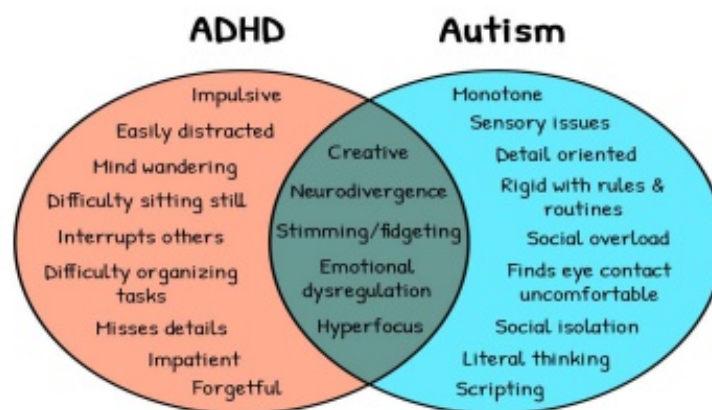 ADHD
Autism
Impulsive
Easily distracted
Mind wandering
Difficulty sitting still
Interrupts others
Difficulty organizing
tasks
Misses details
Impatient
Forgetful
Creative
Neurodivergence
Stimming/fidgeting
Emotional
dysregulation
Hyperfocus
Monotone
Sensory issues
Detail oriented
Rigid with rules &
routines
Social overload
Finds eye contact
uncomfortable
Social isolation
Literal thinking
Scripting